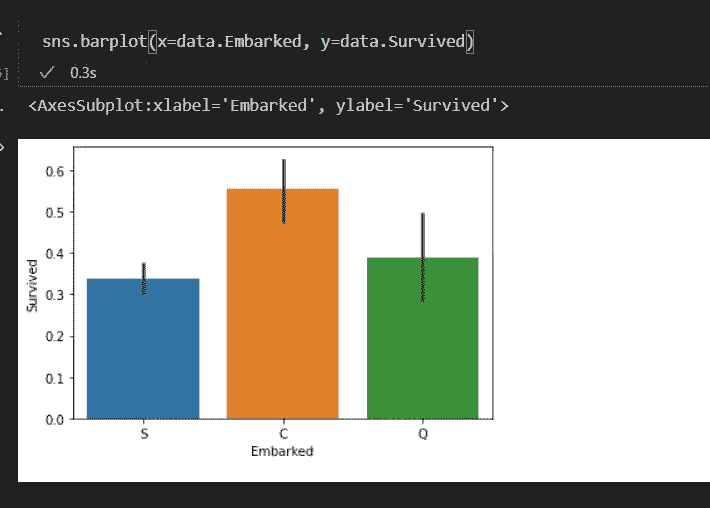 sns.barplot(x=data.Embarked, y=data.Survived)
0.3s
<AxesSubplot:xlabel='Embarked', ylabel='Survived'>
0.6
0.5
0.4
0.3
0.2
0.1
0.0
Survived
S C Q
Embarked